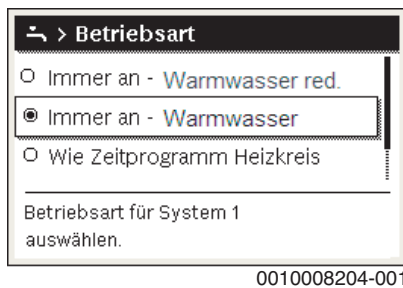 > Betriebsart
Immer an - Warmwasser red.
Immer an - Warmwasser
Wie Zeitprogramm Heizkreis
Betriebsart für System 1
auswählen.
0010008204-001